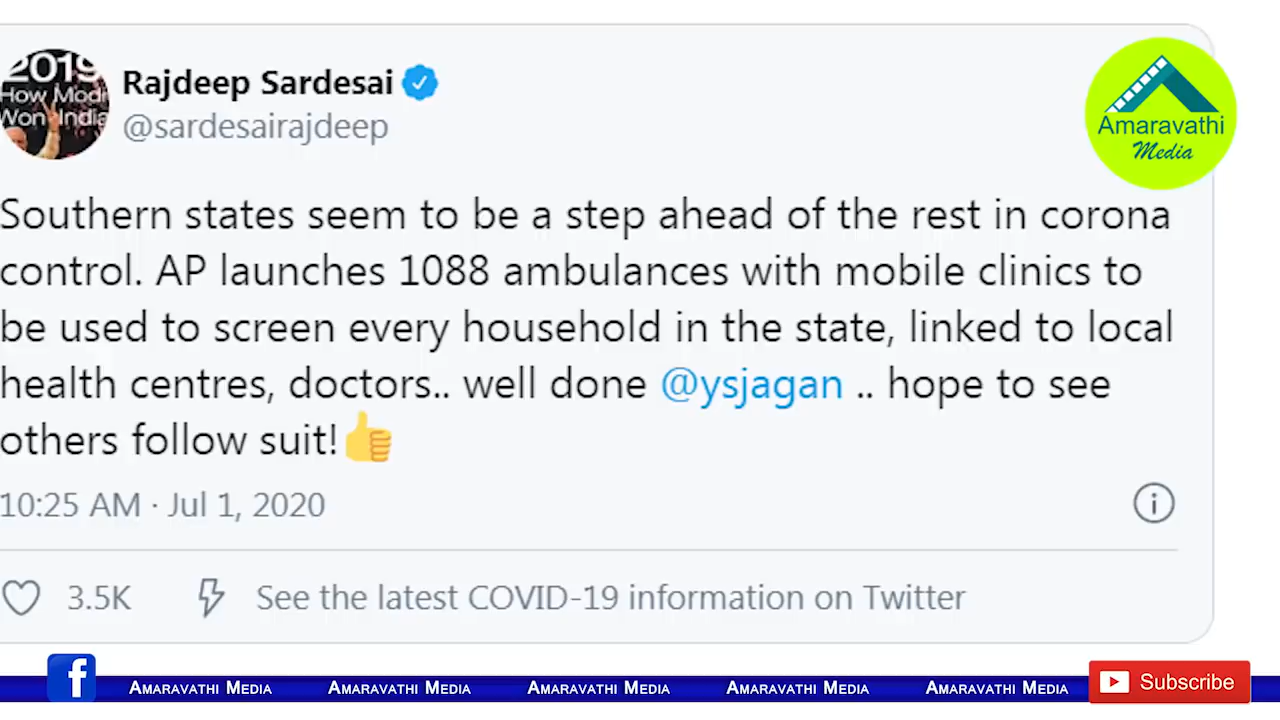 2019
How Modi
Won India
Rajdeep Sardesai
@sardesairajdeep
Amaravathi
Media
Southern states seem to be a step ahead of the rest in corona
control. AP launches 1088 ambulances with mobile clinics to
be used to screen every household in the state, linked to local
health centres, doctors.. well done @ysjagan .. hope to see
others follow suit!👍
10:25 AM · Jul 1, 2020
3.5K See the latest COVID-19 information on Twitter
f Amaravathi Media Amaravathi Media Amaravathi Media Amaravathi Media Amaravathi Media Subscribe